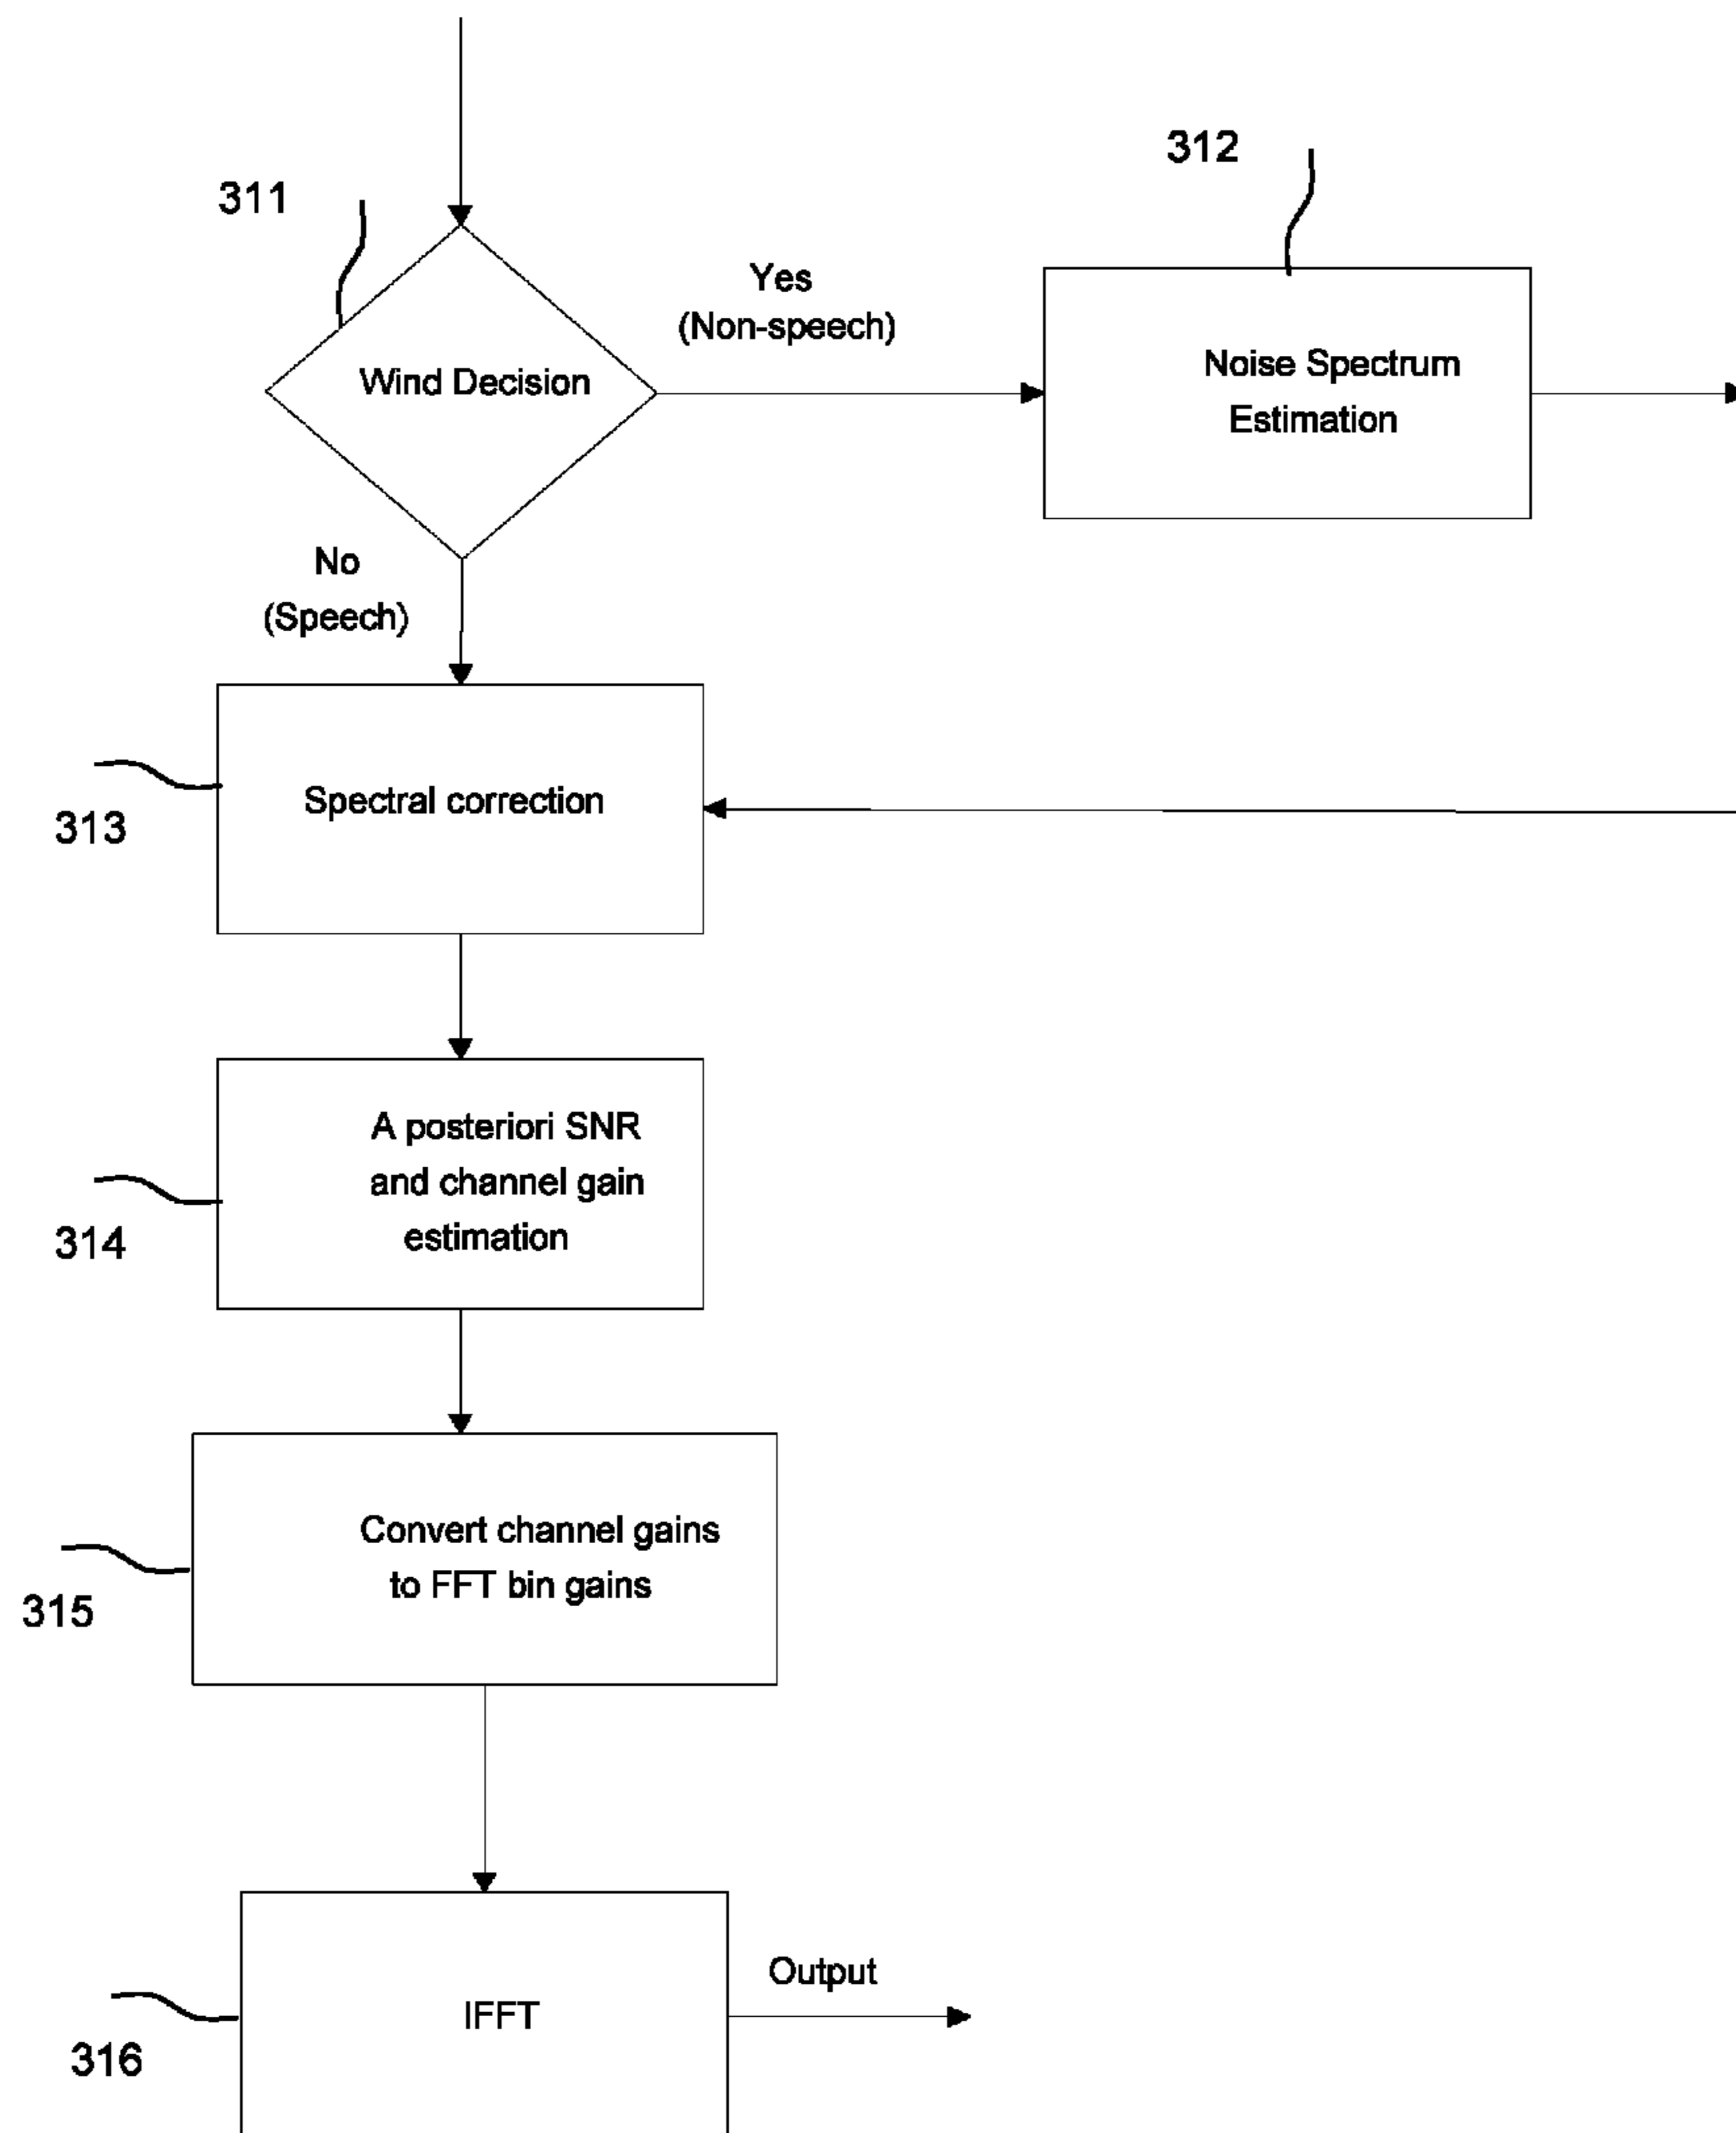 312
311
Yes
(Non-speech)
Wind Decision
Noise Spectrum
Estimation
No
(Speech)
Spectral correction
313
A posteriori SNR
and channel gain
estimation
314
Convert channel gains
to FFT bin gains
315
Output
IFFT
316